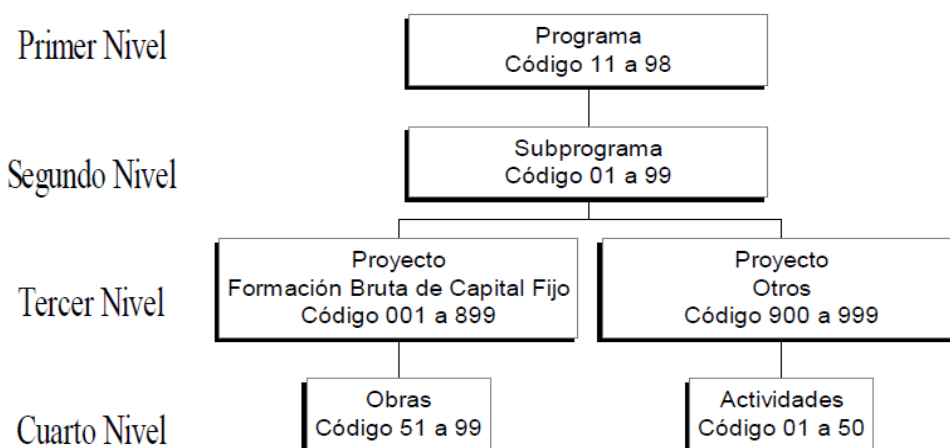 Primer Nivel
Programa
Código 11 a 98
Segundo Nivel
Subprograma
Código 01 a 99
Tercer Nivel
Proyecto
Formación Bruta de Capital Fijo
Código 001 a 899
Proyecto
Otros
Código 900 a 999
Cuarto Nivel
Obras
Código 51 a 99
Actividades
Código 01 a 50